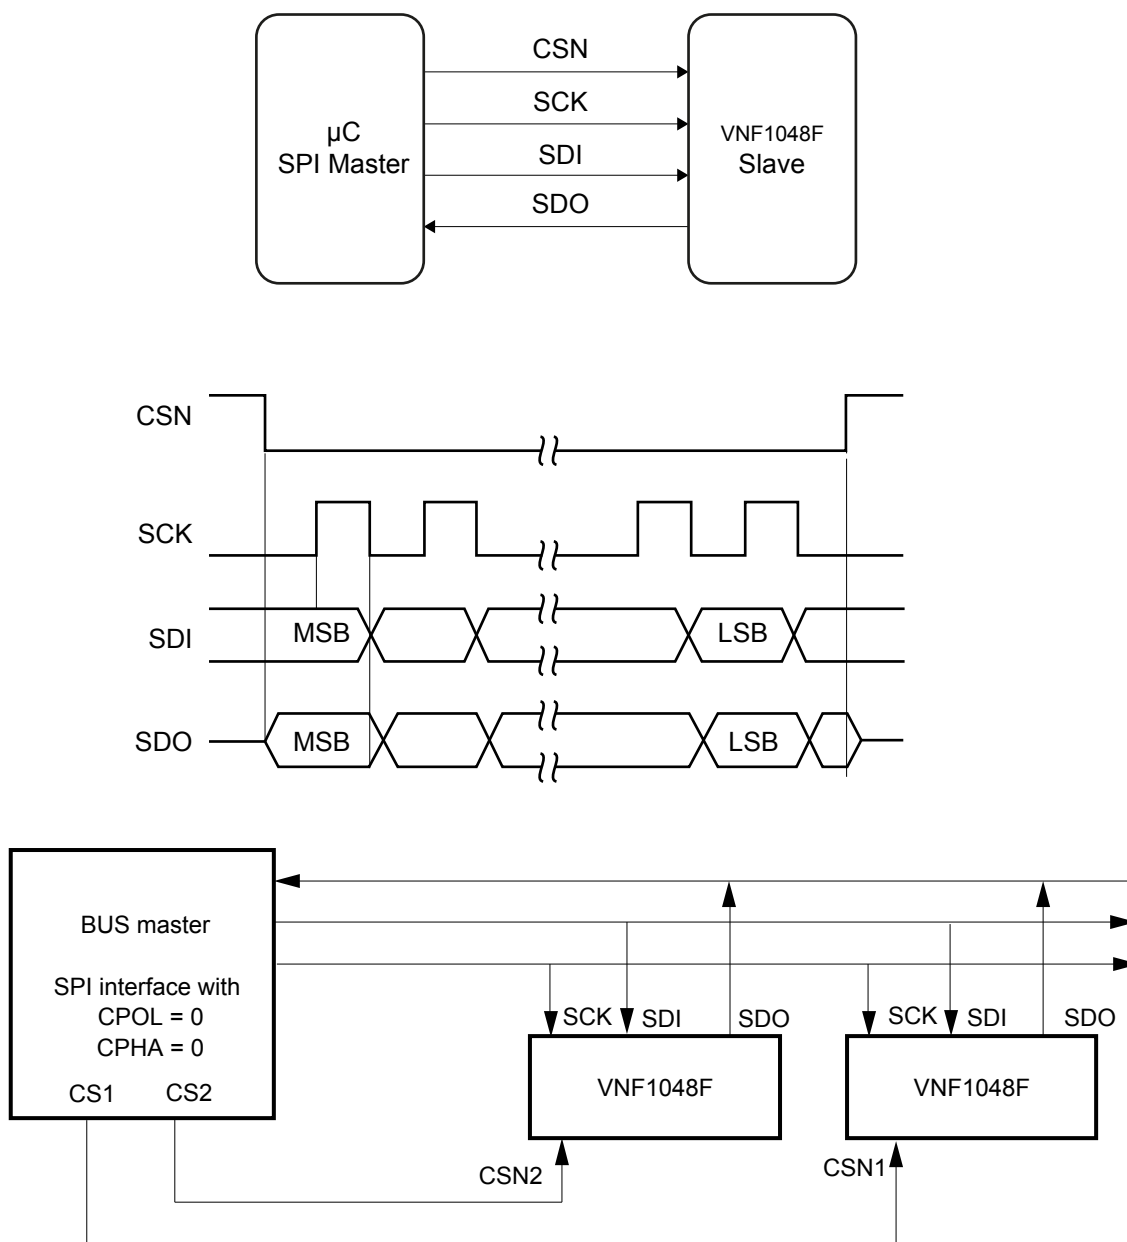 µC
SPI Master
CSN
SCK
SDI
SDO
VNF1048F
Slave
CSN
SCK
SDI
MSB
LSB
SDO
MSB
LSB
BUS master
SPI interface with
CPOL = 0
CPHA = 0
CS1
CS2
SCK
SDI
SDO
SCK
SDI
SDO
VNF1048F
VNF1048F
CSN2
CSN1